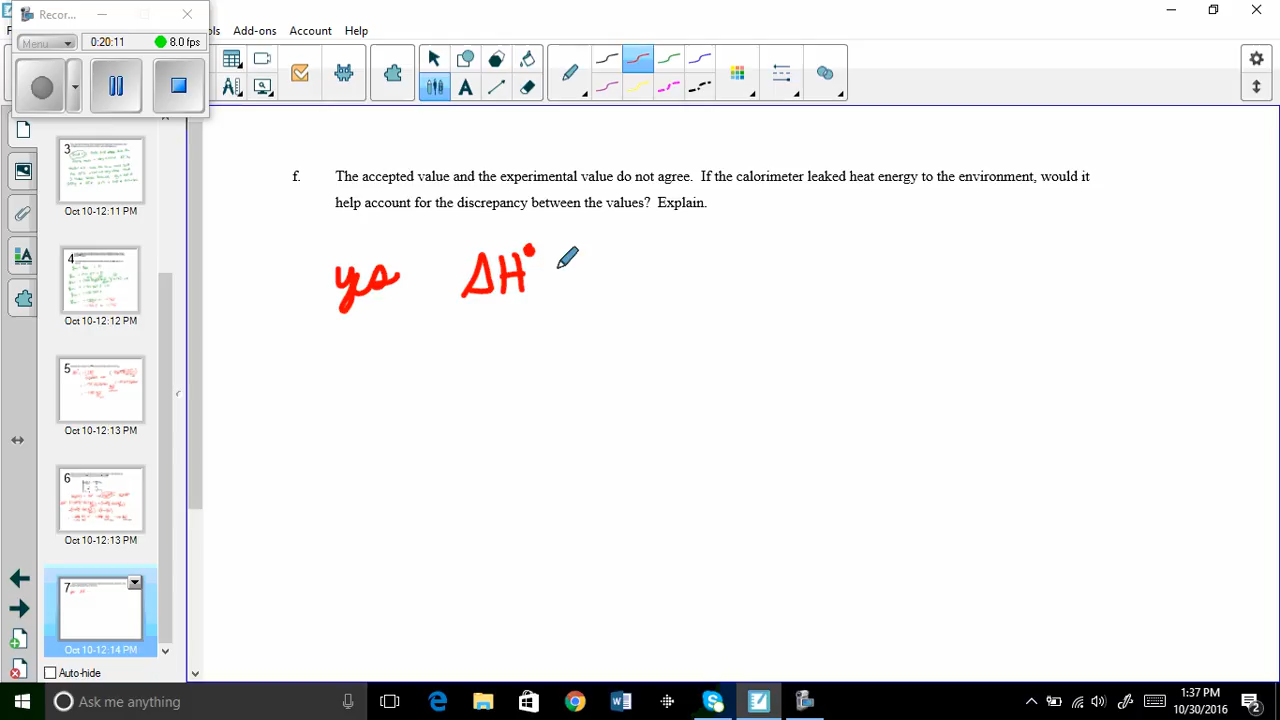 Recor...
Menu
0:20:11
8.0 fps
Add-ons
Account
Help
3
Oct 10-12:11 PM
4
Oct 10-12:12 PM
5
Oct 10-12:13 PM
6
Oct 10-12:13 PM
7
Oct 10-12:14 PM
Auto-hide
f. The accepted value and the experimental value do not agree. If the calorimeter leaked heat energy to the environment, would it
help account for the discrepancy between the values? Explain.
yes ΔH°
Ask me anything
1:37 PM
10/30/2016
2